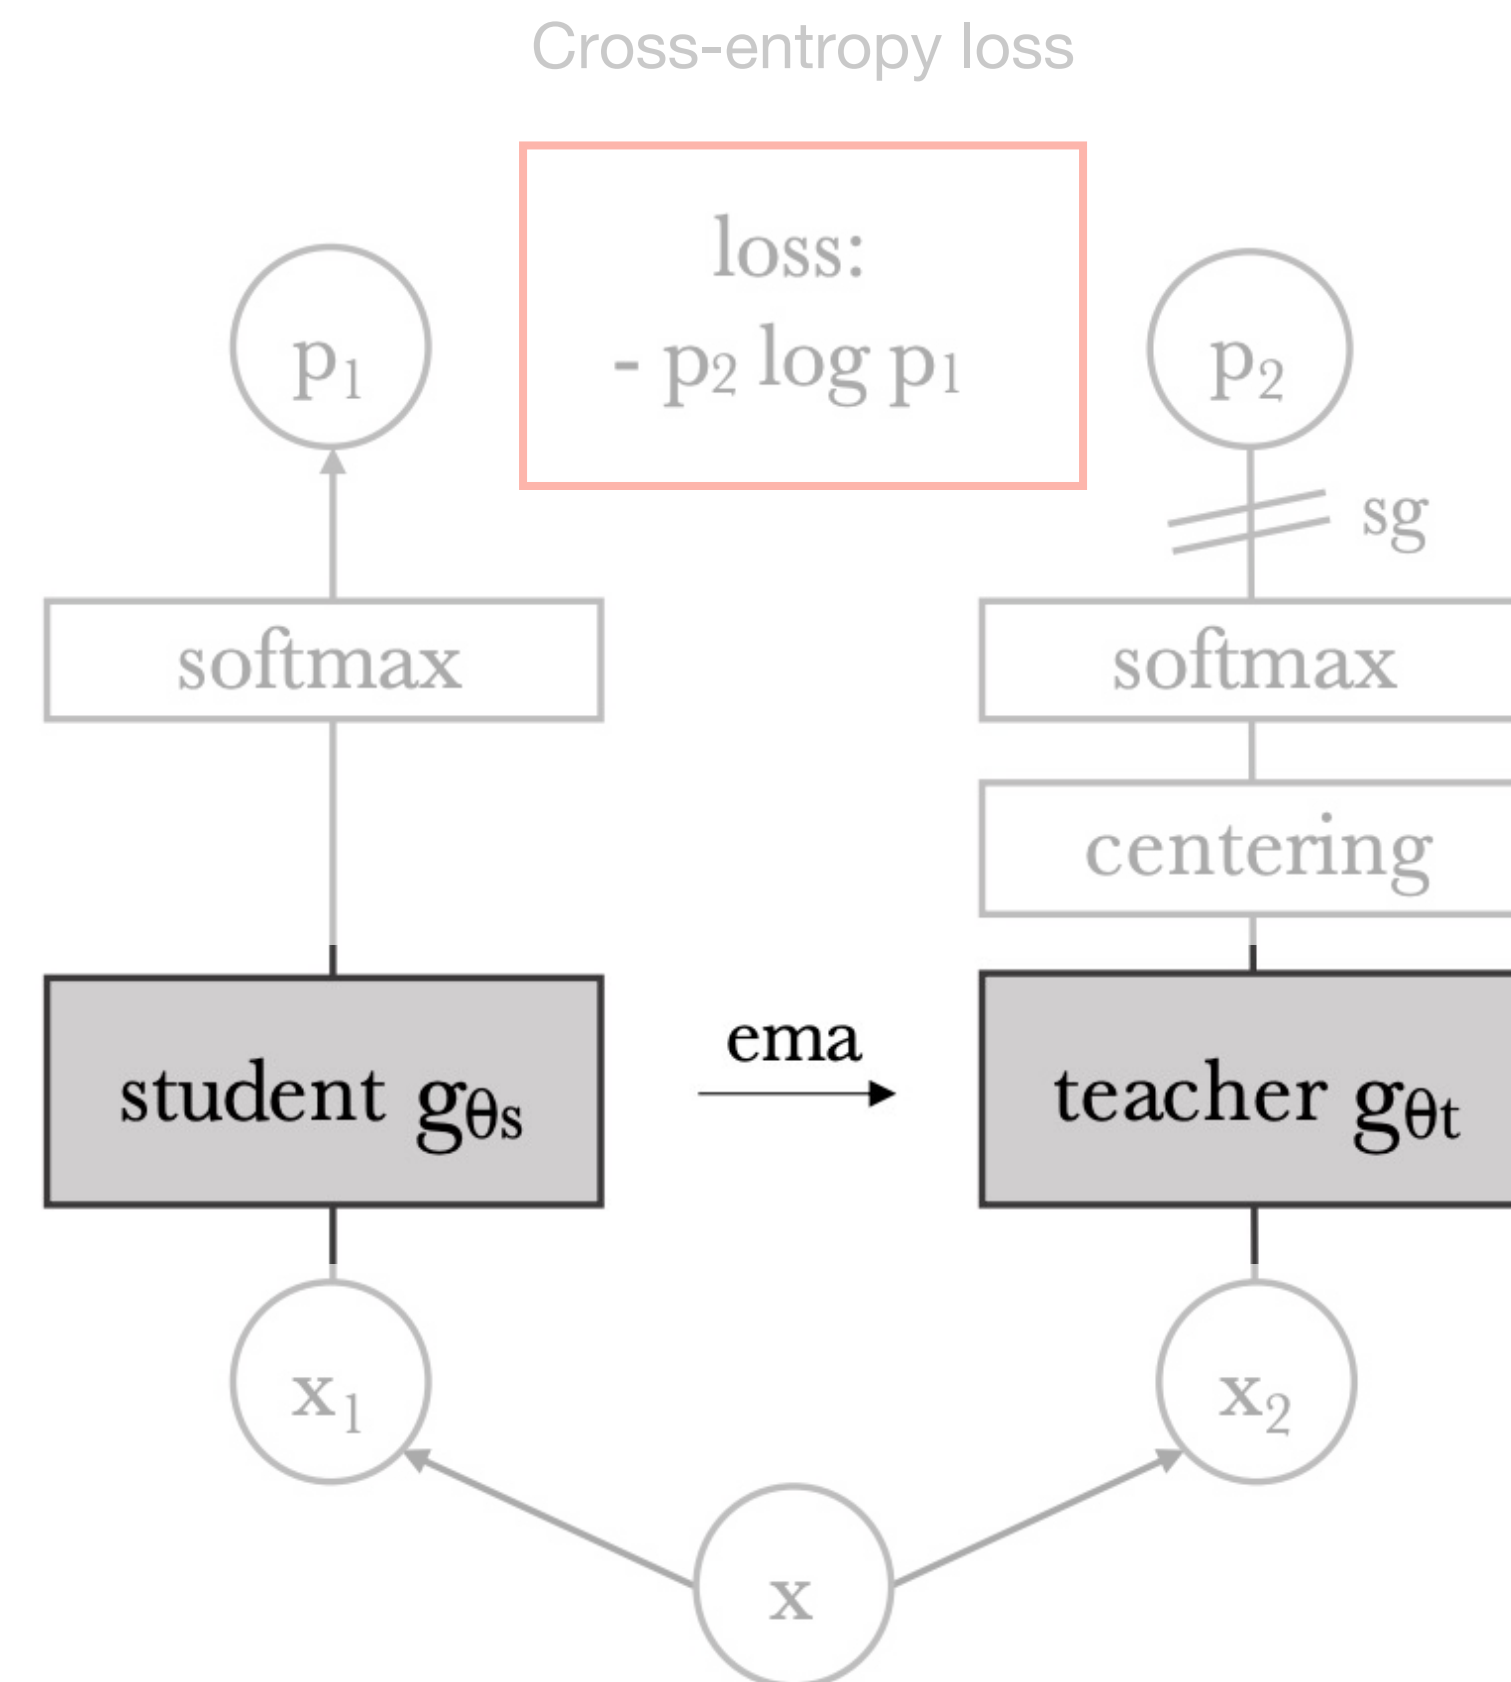 Cross-entropy loss
loss:
- p₂ log p₁
p₁
p₂
sg
softmax
softmax
centering
ema
student gθs
teacher gθt
x₁
x₂
x